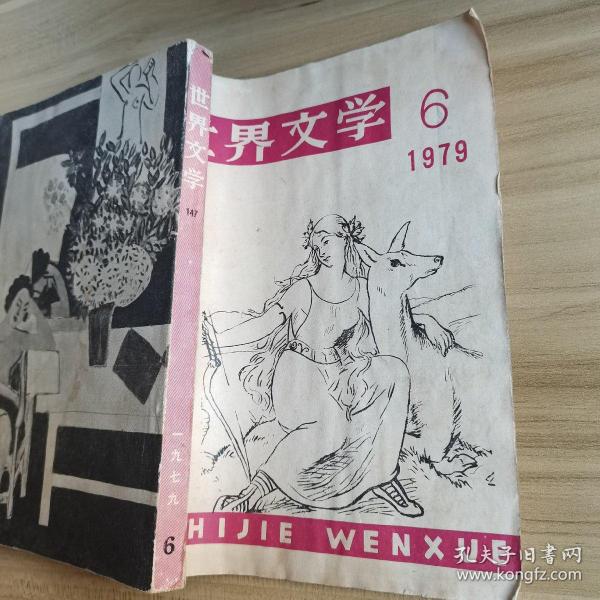 世界文学
147
一九七九
6
世界文学
6
1979
SHIJIE WENXUE
孔夫子旧书网
www.kongfz.com